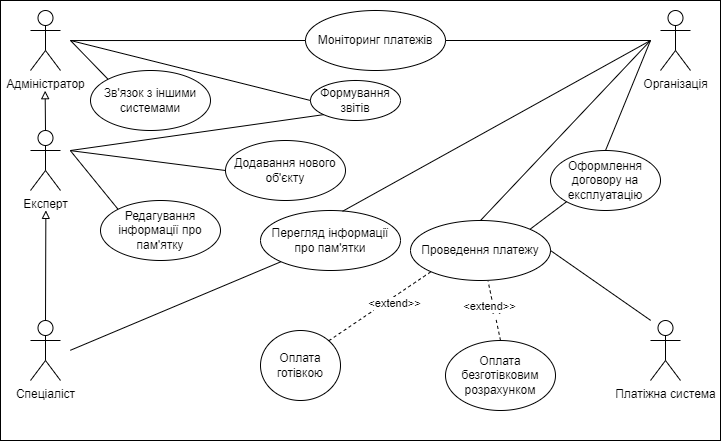 Моніторинг платежів
Адміністратор
Організація
Зв'язок з іншими
системами
Формування
звітів
Додавання нового
об'єкту
Оформлення
договору на
експлуатацію
Експерт
Редагування
інформації про
пам'ятку
Перегляд інформації
про пам'ятки
Проведення платежу
<extend>>
<extend>>
Оплата
готівкою
Оплата
безготівковим
розрахунком
Спеціаліст
Платіжна система